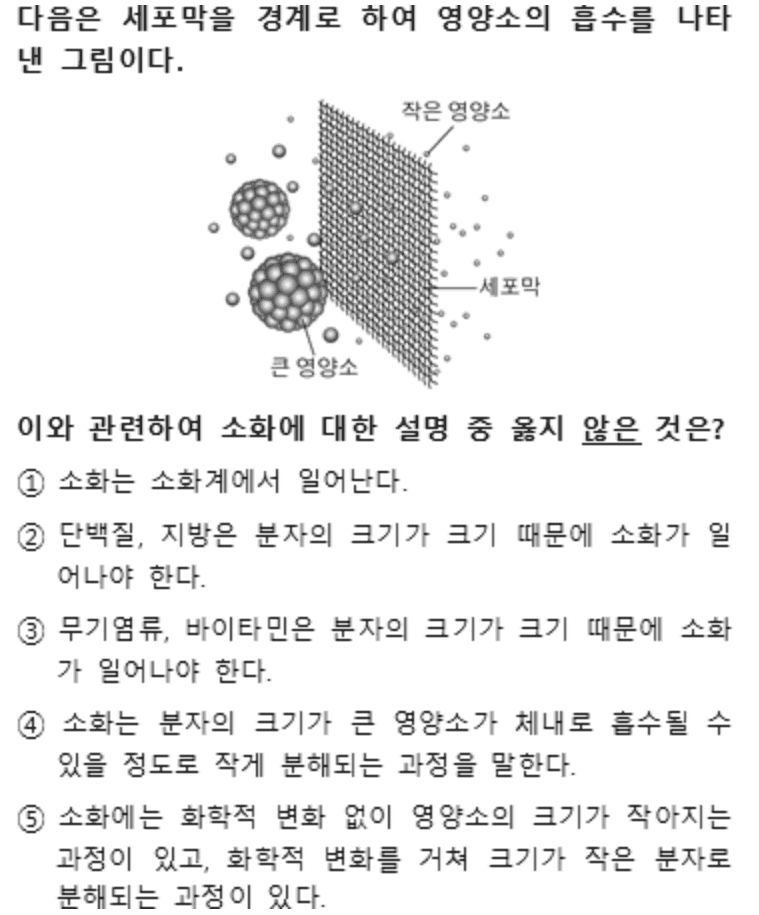 다음은 세포막을 경계로 하여 영양소의 흡수를 나타
낸 그림이다.
작은 영양소
세포막
큰 영양소
이와 관련하여 소화에 대한 설명 중 옳지 않은 것은?
① 소화는 소화계에서 일어난다.
② 단백질, 지방은 분자의 크기가 크기 때문에 소화가 일
어나야 한다.
③ 무기염류, 바이타민은 분자의 크기가 크기 때문에 소화
가 일어나야 한다.
④ 소화는 분자의 크기가 큰 영양소가 체내로 흡수될 수
있을 정도로 작게 분해되는 과정을 말한다.
⑤ 소화에는 화학적 변화 없이 영양소의 크기가 작아지는
과정이 있고, 화학적 변화를 거쳐 크기가 작은 분자로
분해되는 과정이 있다.